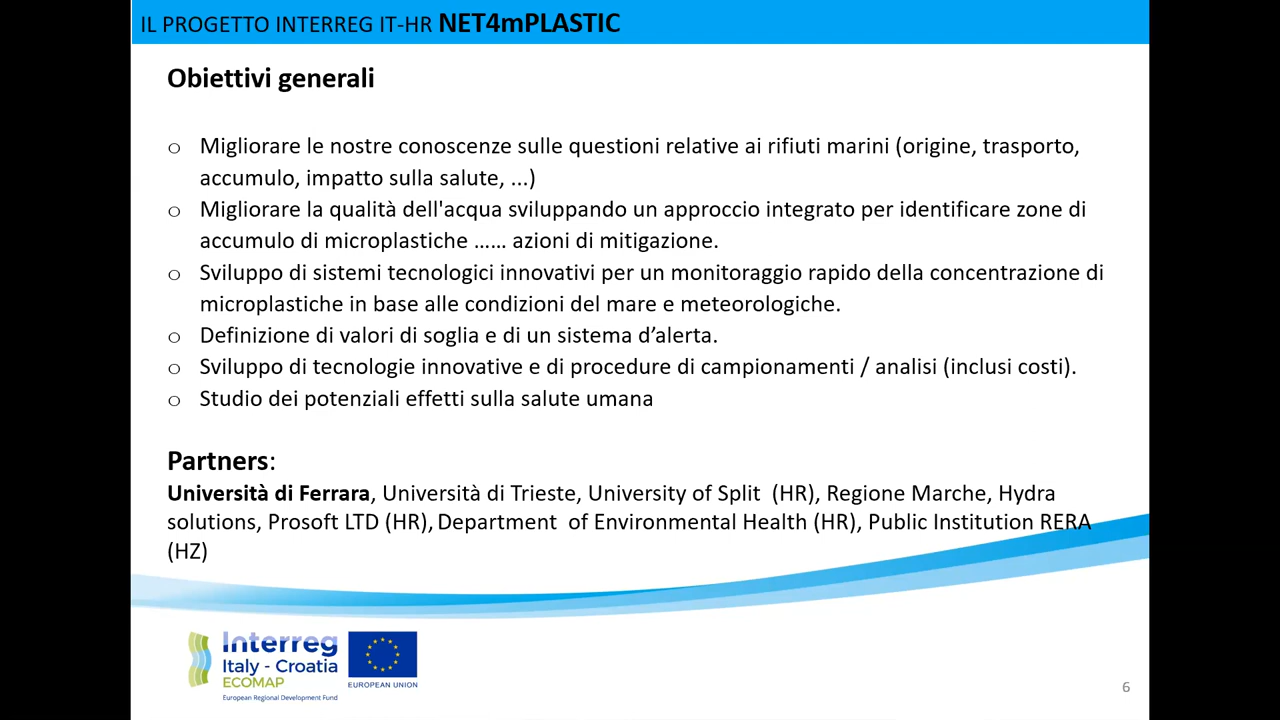 IL PROGETTO INTERREG IT-HR NET4mPLASTIC
Obiettivi generali
o Migliorare le nostre conoscenze sulle questioni relative ai rifiuti marini (origine, trasporto,
accumulo, impatto sulla salute, ...)
o Migliorare la qualità dell'acqua sviluppando un approccio integrato per identificare zone di
accumulo di microplastiche …... azioni di mitigazione.
o Sviluppo di sistemi tecnologici innovativi per un monitoraggio rapido della concentrazione di
microplastiche in base alle condizioni del mare e meteorologiche.
o Definizione di valori di soglia e di un sistema d’alerta.
o Sviluppo di tecnologie innovative e di procedure di campionamenti / analisi (inclusi costi).
o Studio dei potenziali effetti sulla salute umana
Partners:
Università di Ferrara, Università di Trieste, University of Split (HR), Regione Marche, Hydra
solutions, Prosoft LTD (HR), Department of Environmental Health (HR), Public Institution RERA
(HZ)
Interreg
Italy - Croatia
ECOMAP
European Regional Development Fund
EUROPEAN UNION
6